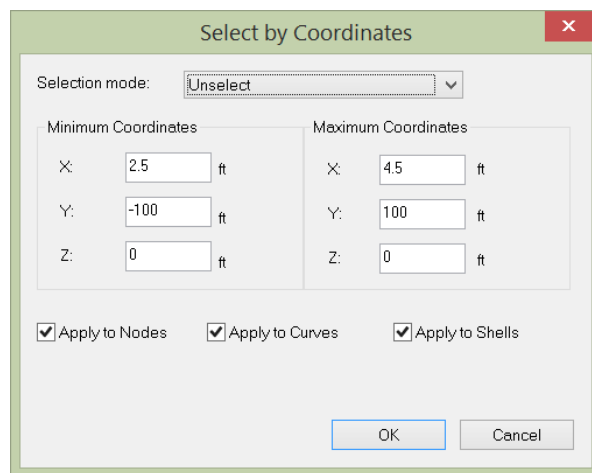 Select by Coordinates
Selection mode: Unselect
Minimum Coordinates Maximum Coordinates
X: 2.5 ft X: 4.5 ft
Y: -100 ft Y: 100 ft
Z: 0 ft Z: 0 ft
Apply to Nodes Apply to Curves Apply to Shells
OK Cancel